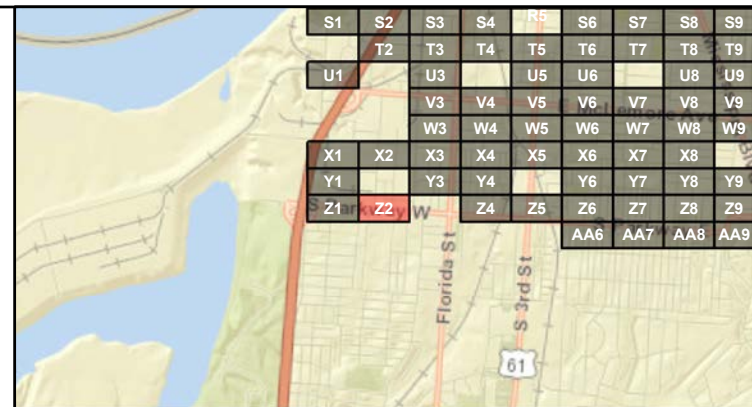 R5
S1 S2 S3 S4 S6 S7 S8 S9
T2 T3 T4 T5 T6 T7 T8 T9
U1 U3 U5 U6 U8 U9
V3 V4 V5 V6 V7 V8 V9
E McLemore Ave
W3 W4 W5 W6 W7 W8 W9
X1 X2 X3 X4 X5 X6 X7 X8
Y1 Y3 Y4 Y6 Y7 Y8 Y9
Z1 Z2 Z4 Z5 Z6 Z7 Z8 Z9
S Parkway W
AA6 AA7 AA8 AA9
Florida St
S 3rd St
61